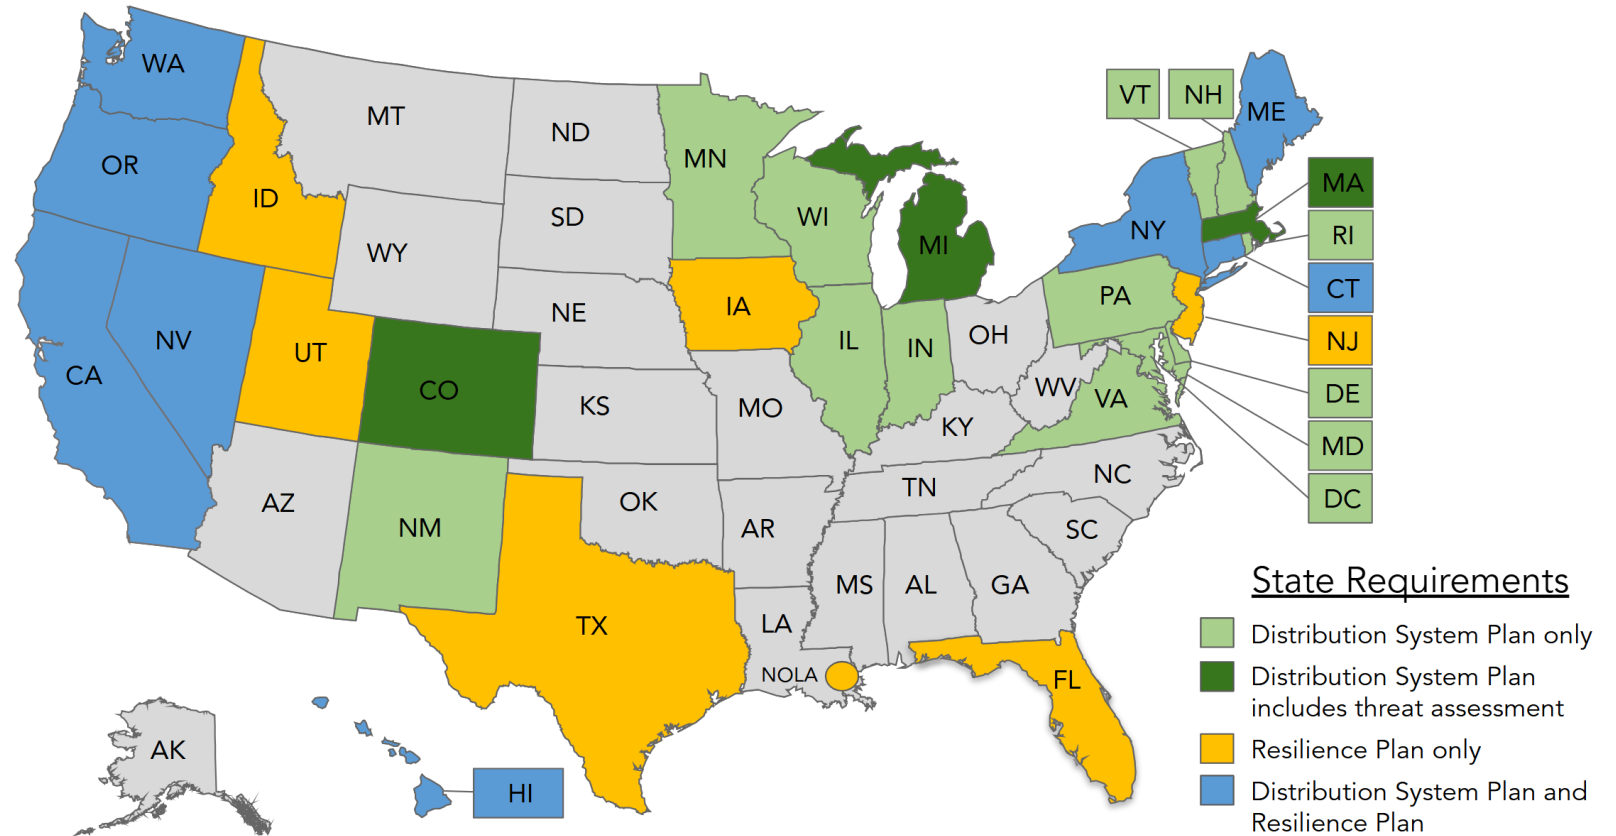 WA
MT
ND
MN
VT
NH
ME
OR
ID
SD
WI
MI
NY
MA
RI
WY
CT
NE
IA
PA
NV
UT
IL
IN
OH
NJ
CA
CO
KS
MO
WV
VA
DE
KY
MD
AZ
NM
OK
TN
NC
DC
AR
SC
TX
MS
AL
GA
LA
NOLA
FL
AK
HI
State Requirements
Distribution System Plan only
Distribution System Plan
includes threat assessment
Resilience Plan only
Distribution System Plan and
Resilience Plan